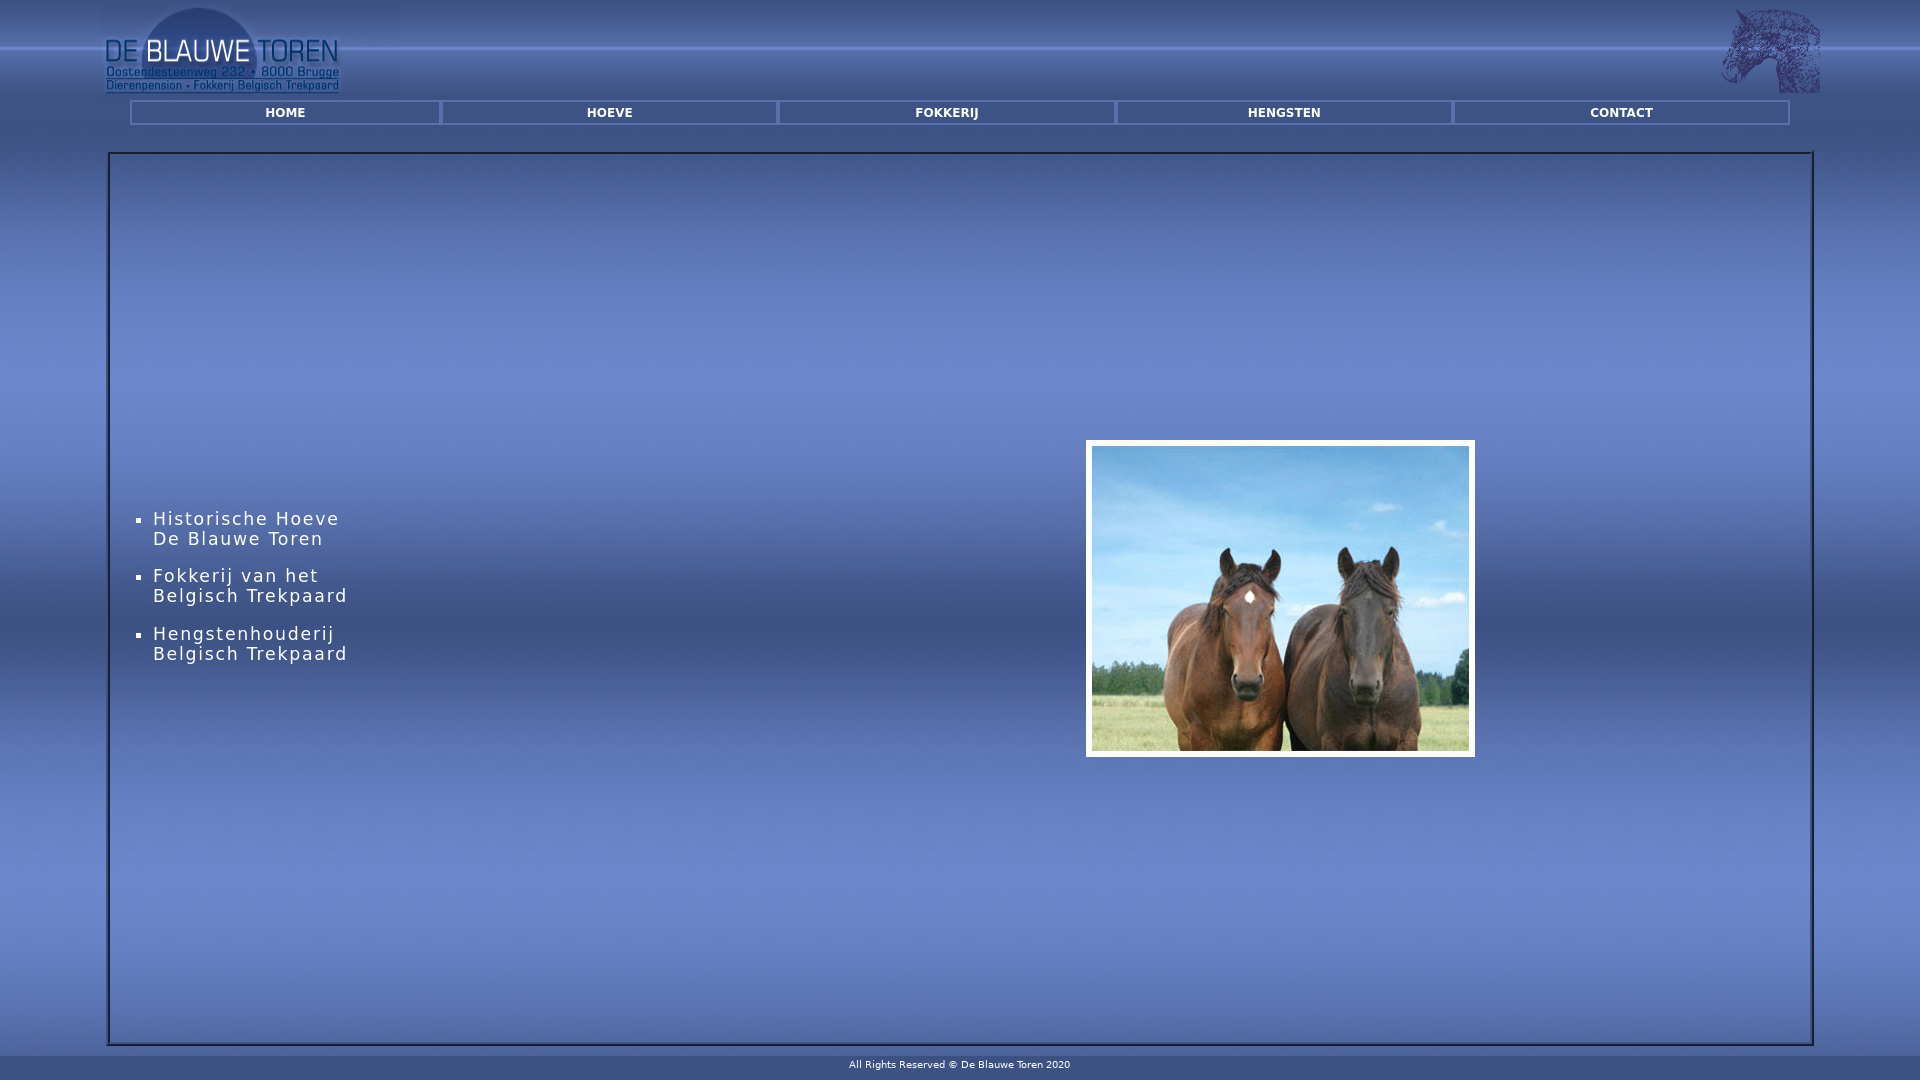 DE BLAUWE TOREN
Oostendesteenweg 232 • 8000 Brugge
Dierenpension • Fokkerij Belgisch Trekpaard
HOME
HOEVE
FOKKERIJ
HENGSTEN
CONTACT
Historische Hoeve
De Blauwe Toren
Fokkerij van het
Belgisch Trekpaard
Hengstenhouderij
Belgisch Trekpaard
All Rights Reserved © De Blauwe Toren 2020